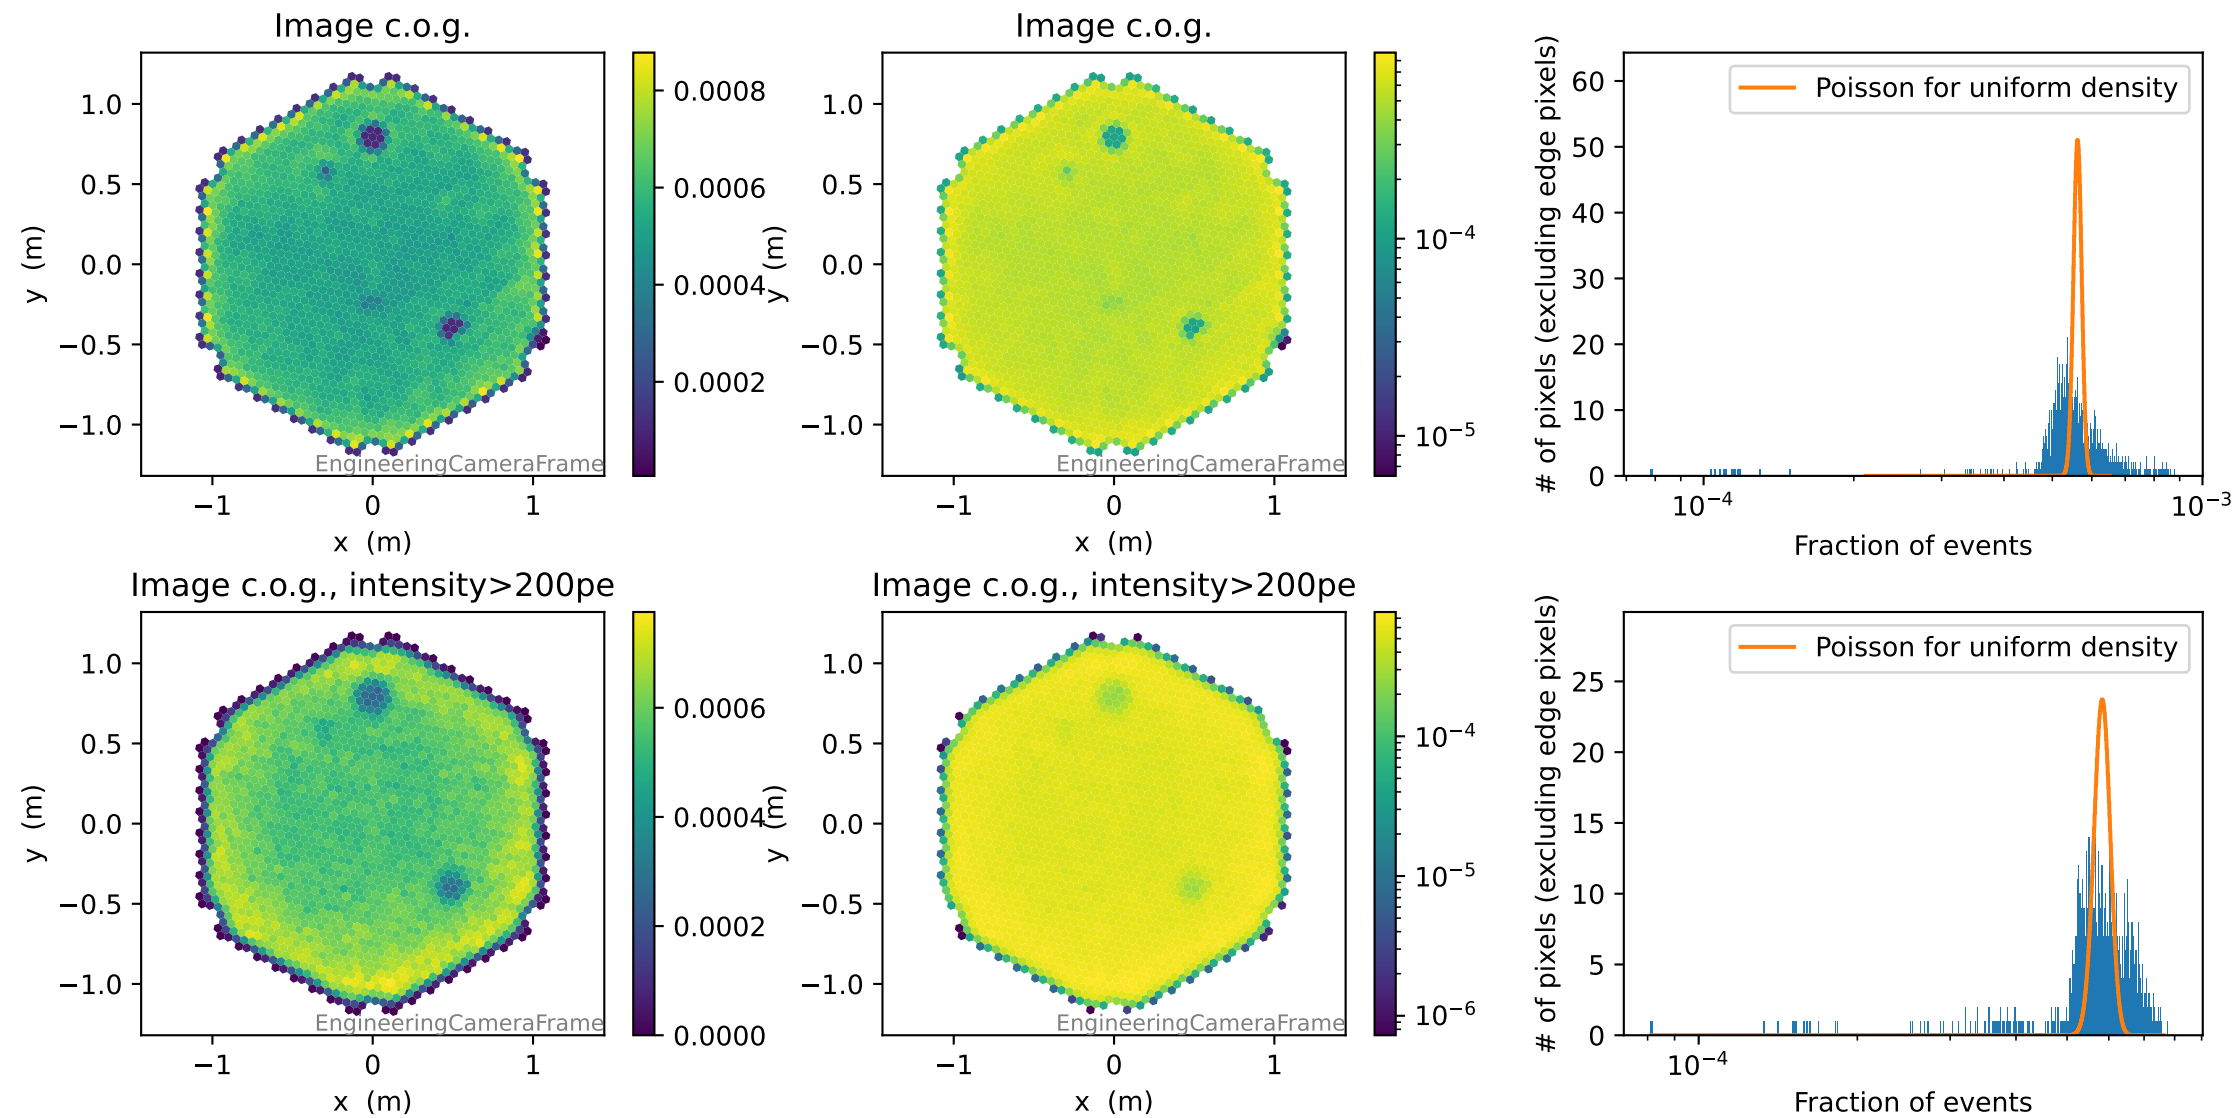 Image c.o.g.
1.0
0.5
0.0
−0.5
−1.0
y (m)
−1
0
1
x (m)
EngineeringCameraFrame
0.0008
0.0006
0.0004
0.0002
Image c.o.g.
1.0
0.5
0.0
−0.5
−1.0
y (m)
−1
0
1
x (m)
EngineeringCameraFrame
10⁻⁴
10⁻⁵
# of pixels (excluding edge pixels)
60
50
40
30
20
10
0
Poisson for uniform density
10⁻⁴
10⁻³
Fraction of events
Image c.o.g., intensity>200pe
1.0
0.5
0.0
−0.5
−1.0
y (m)
−1
0
1
x (m)
EngineeringCameraFrame
0.0006
0.0004
0.0002
0.0000
Image c.o.g., intensity>200pe
1.0
0.5
0.0
−0.5
−1.0
y (m)
−1
0
1
x (m)
EngineeringCameraFrame
10⁻⁴
10⁻⁵
10⁻⁶
# of pixels (excluding edge pixels)
25
20
15
10
5
0
Poisson for uniform density
10⁻⁴
Fraction of events